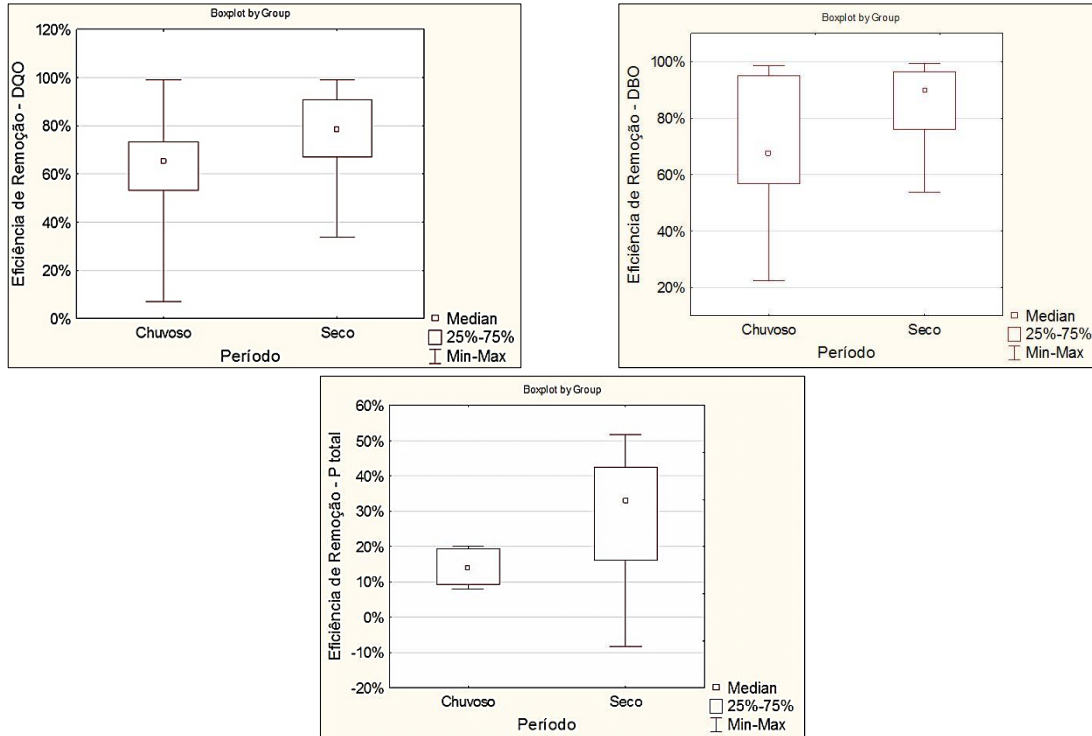 Boxplot by Group
Eficiência de Remoção - DQO
120%
100%
80%
60%
40%
20%
0%
Chuvoso
Seco
Período
Median
25%-75%
Min-Max
Boxplot by Group
Eficiência de Remoção - DBO
100%
80%
60%
40%
20%
Chuvoso
Seco
Período
Median
25%-75%
Min-Max
Boxplot by Group
Eficiência de Remoção - P total
60%
50%
40%
30%
20%
10%
0%
-10%
-20%
Chuvoso
Seco
Período
Median
25%-75%
Min-Max